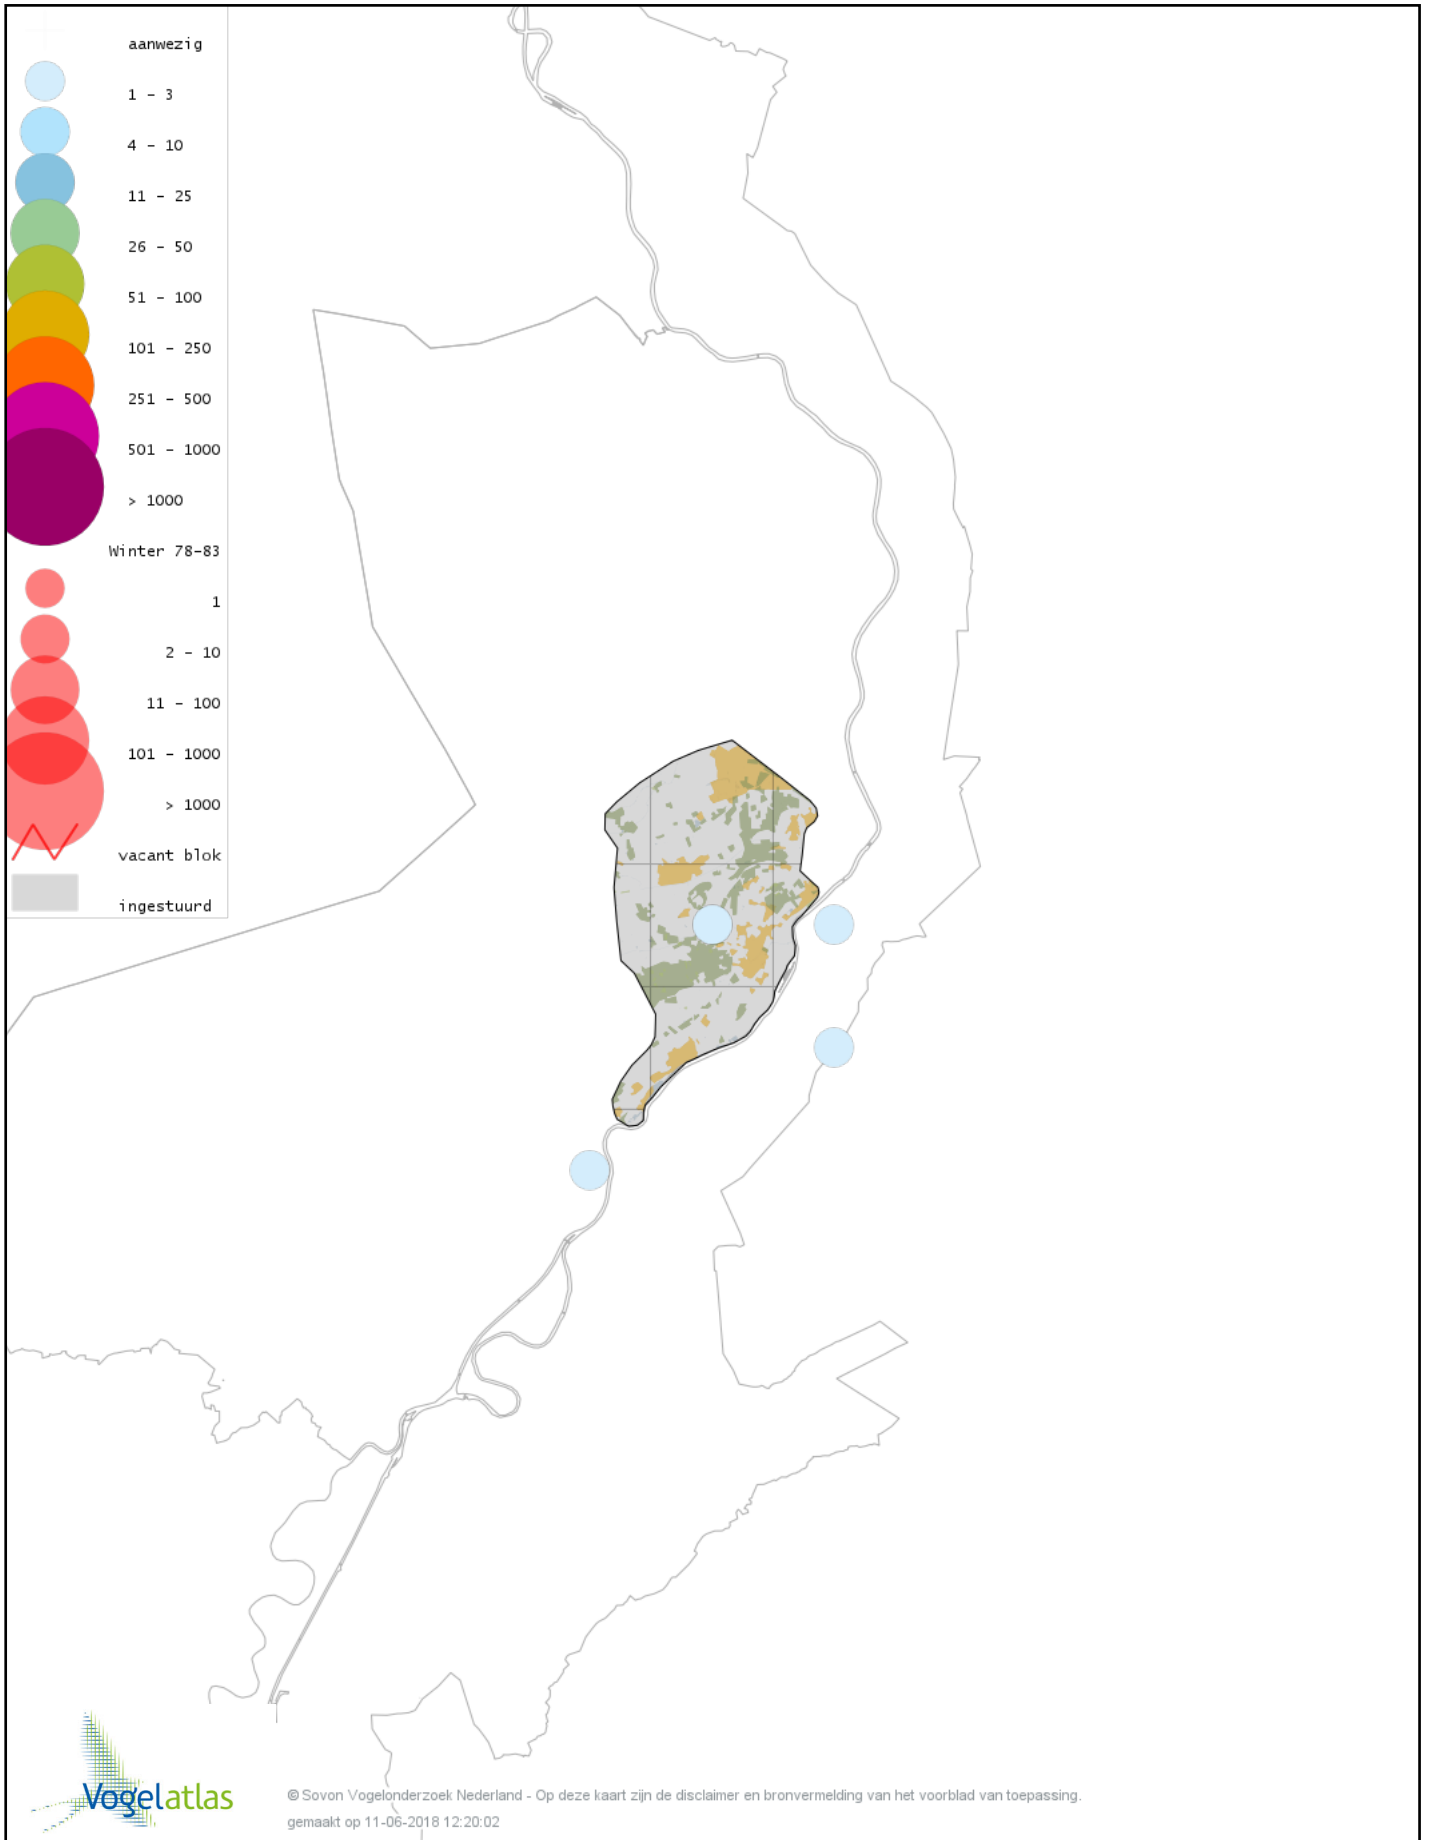 aanwezig
1 - 3
4 - 10
11 - 25
26 - 50
51 - 100
101 - 250
251 - 500
501 - 1000
> 1000
Winter 78-83
1
2 - 10
11 - 100
101 - 1000
> 1000
vacant blok
ingestuurd
Vogelatlas
© Sovon Vogelonderzoek Nederland - Op deze kaart zijn de disclaimer en bronvermelding van het voorblad van toepassing.
gemaakt op 11-06-2018 12:20:02